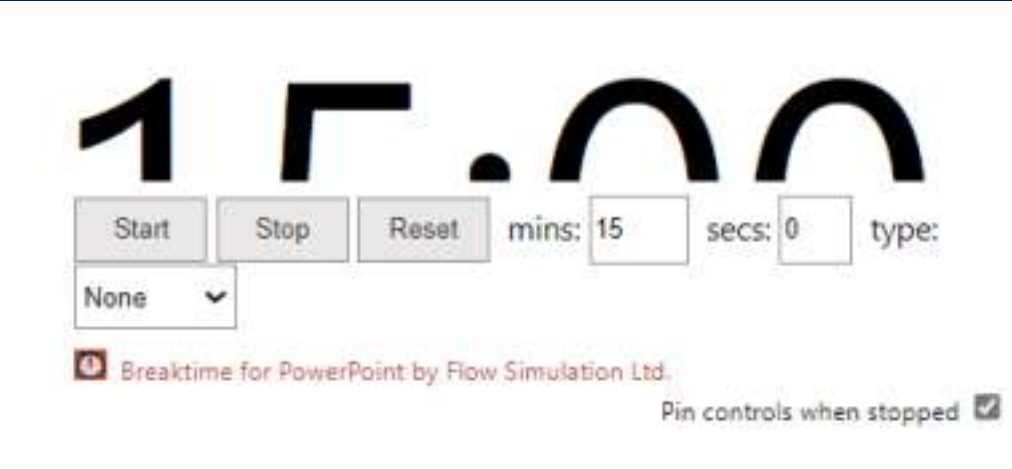 15:00
Start Stop Reset mins: 15 secs: 0 type:
None
Breaktime for PowerPoint by Flow Simulation Ltd.
Pin controls when stopped